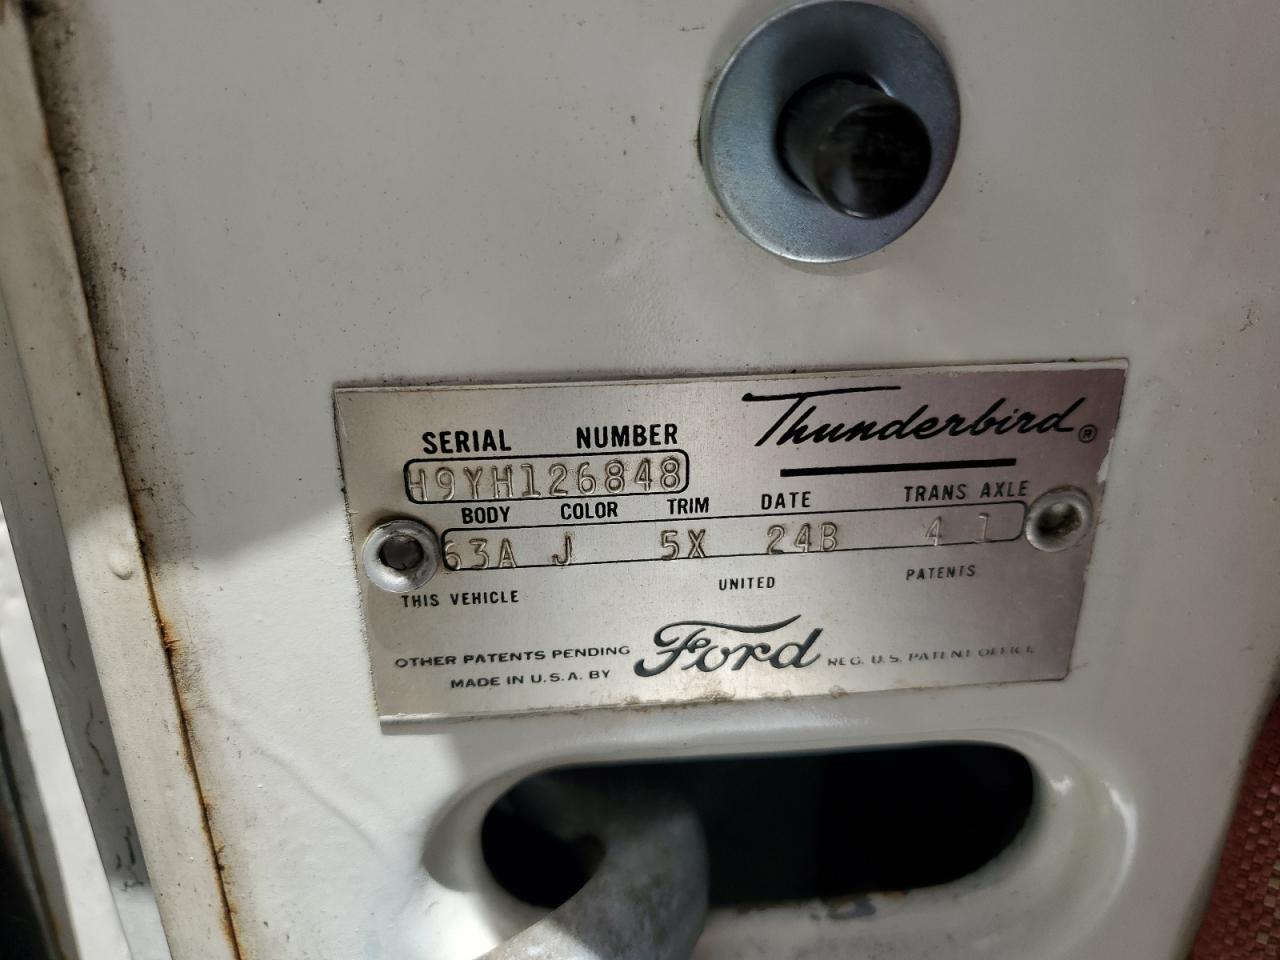 Thunderbird®
SERIAL NUMBER
H9YH126848
BODY COLOR TRIM DATE TRANS AXLE
63A J 5X 24B 4 1
THIS VEHICLE UNITED PATENTS
OTHER PATENTS PENDING Ford REG. U.S. PATENT OFFICE
MADE IN U.S.A. BY